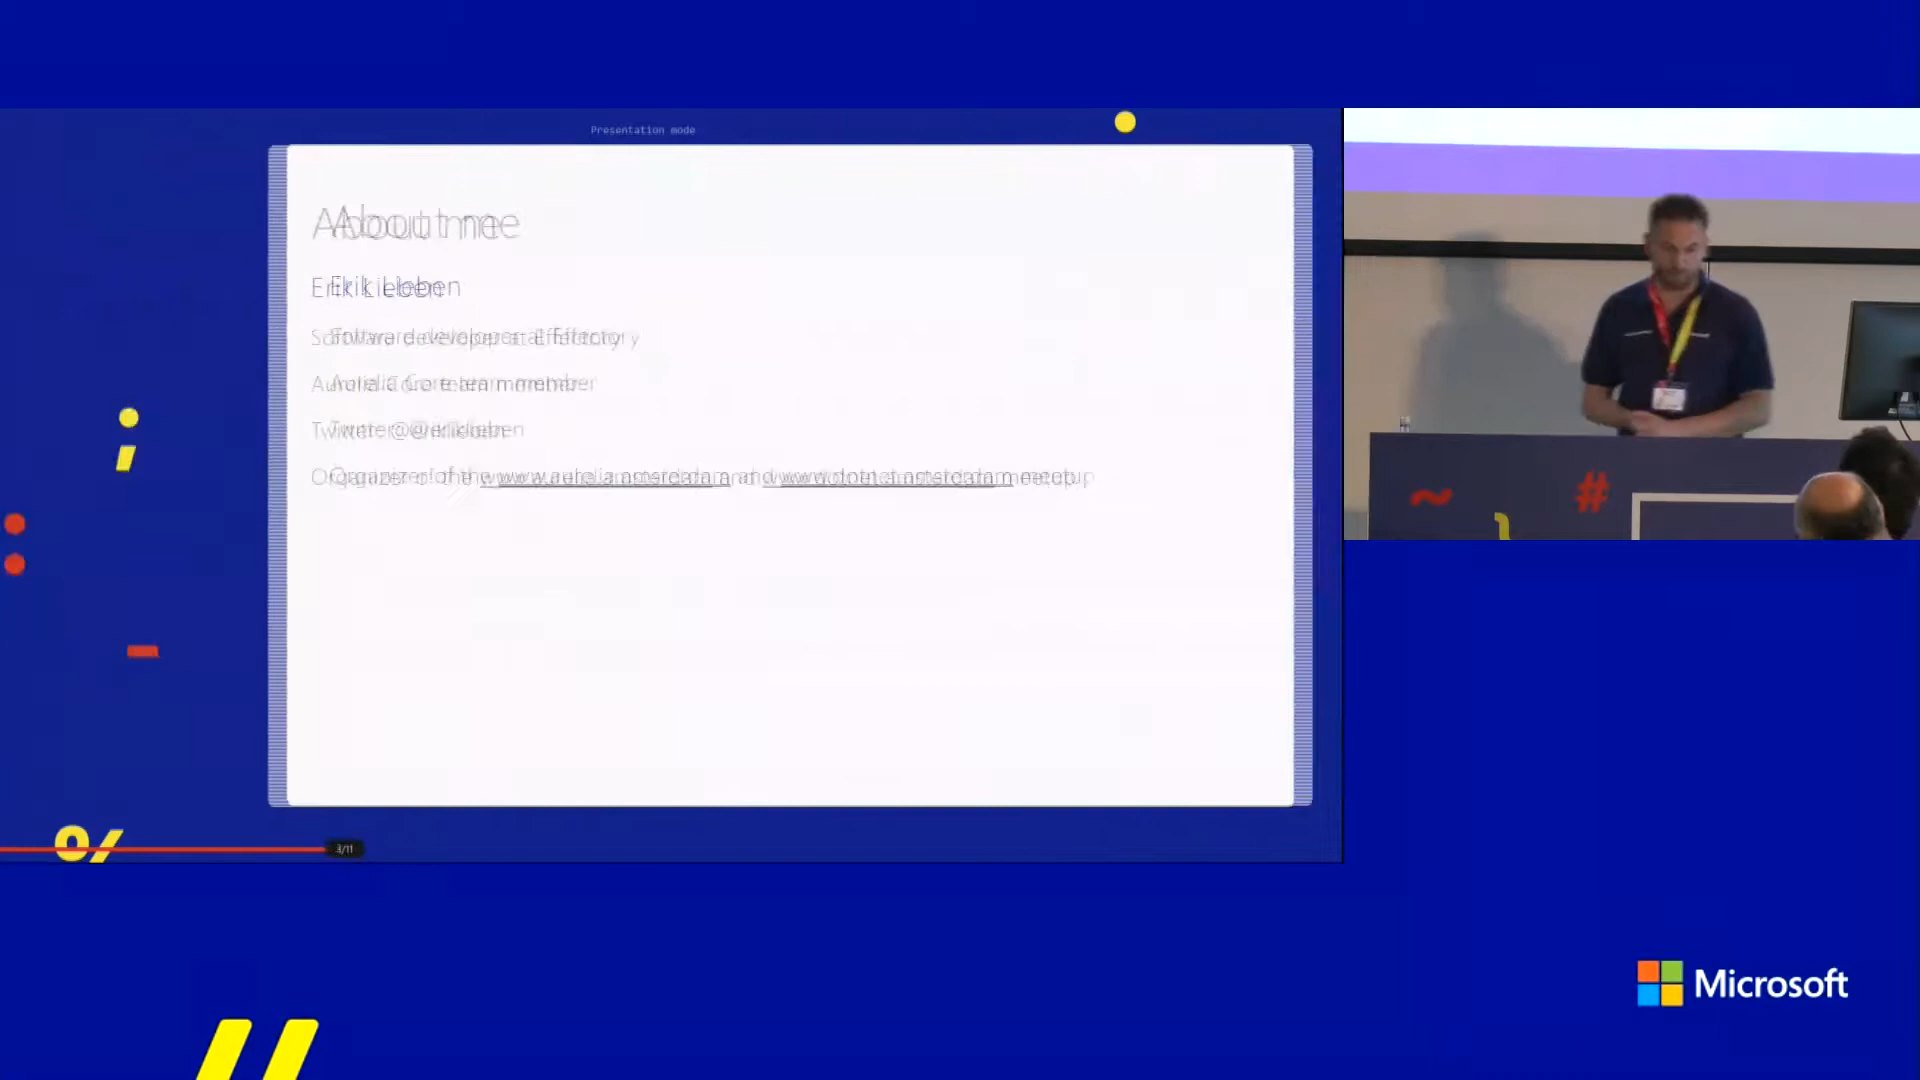 Presentation mode
About me
Erik Lieben
Software developer at Effectory
Aurelia Core team member
Twitter: @eriklieben
Organizer of the www.aurelia.amsterdam and www.dotnet.amsterdam meetup
3/11
Microsoft